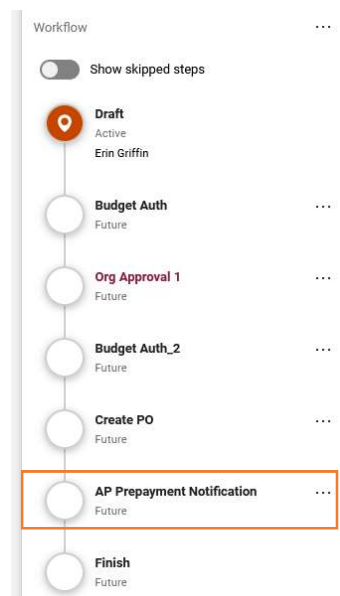 Workflow ...
Show skipped steps
Draft
Active
Erin Griffin
Budget Auth ...
Future
Org Approval 1 ...
Future
Budget Auth_2 ...
Future
Create PO ...
Future
AP Prepayment Notification ...
Future
Finish
Future